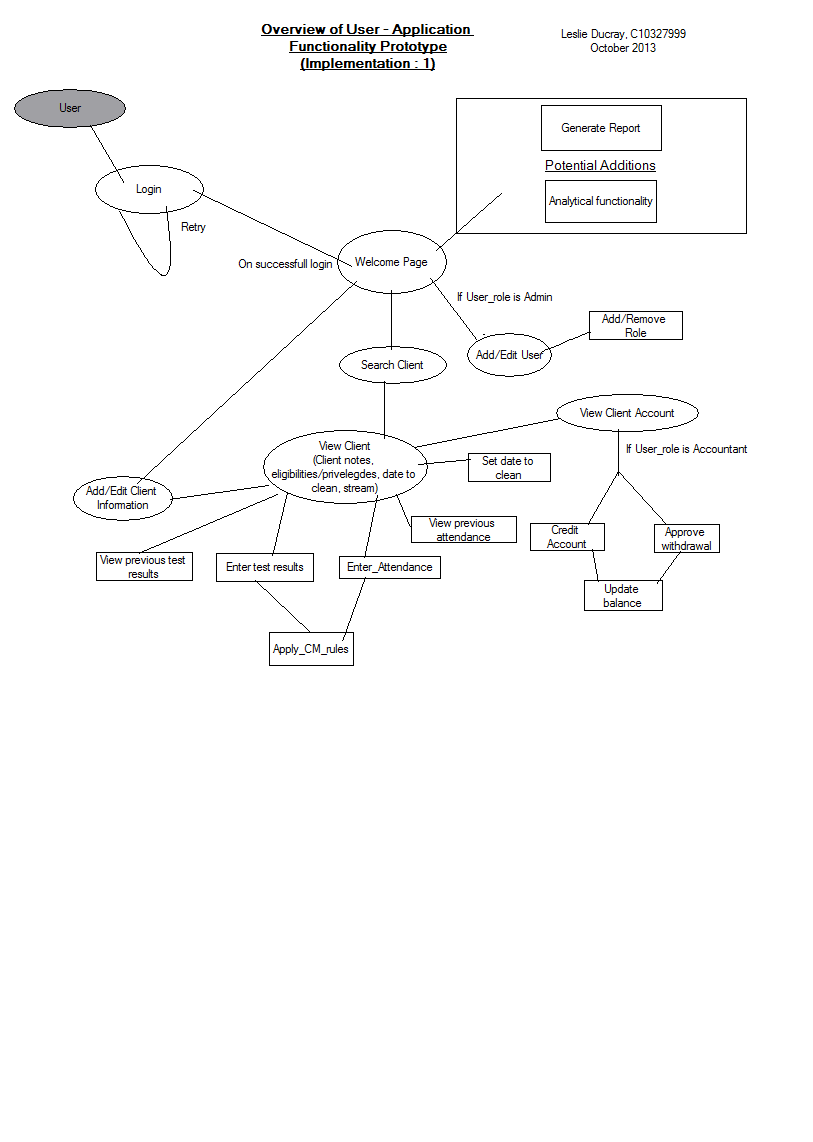 Overview of User - Application
Functionality Prototype
(Implementation : 1)
Leslie Ducray, C10327999
October 2013
User
Generate Report
Potential Additions
Analytical functionality
Login
Retry
On successfull login
Welcome Page
If User_role is Admin
Add/Remove
Role
Add/Edit User
Search Client
View Client Account
If User_role is Accountant
View Client
(Client notes,
eligibilities/privelegdes, date to
clean, stream)
Set date to
clean
Add/Edit Client
Information
View previous
attendance
Credit
Account
Approve
withdrawal
View previous test
results
Enter test results
Enter_Attendance
Update
balance
Apply_CM_rules